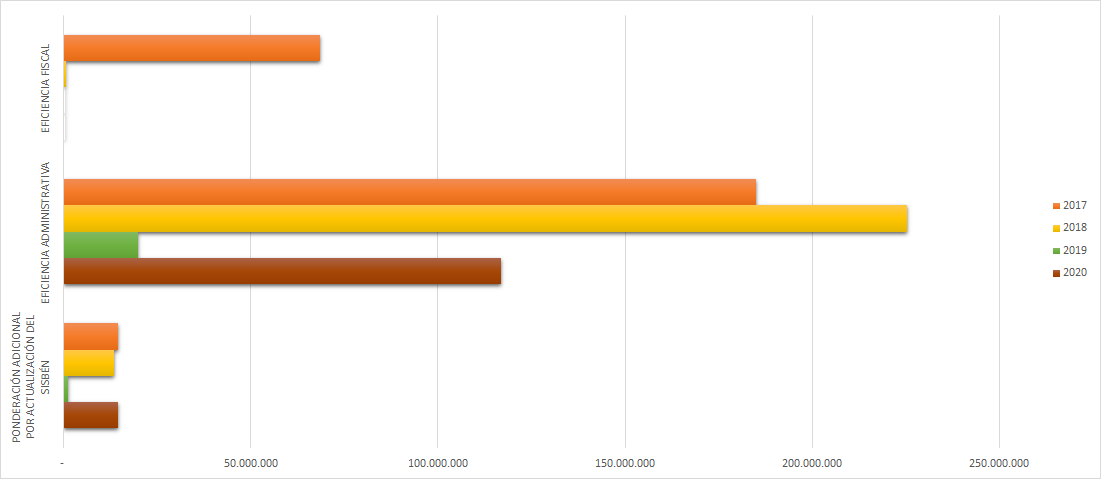 EFICIENCIA FISCAL
EFICIENCIA ADMINISTRATIVA
PONDERACIÓN ADICIONAL
POR ACTUALIZACIÓN DEL
SISBÉN
-
50.000.000
100.000.000
150.000.000
200.000.000
250.000.000
2017
2018
2019
2020